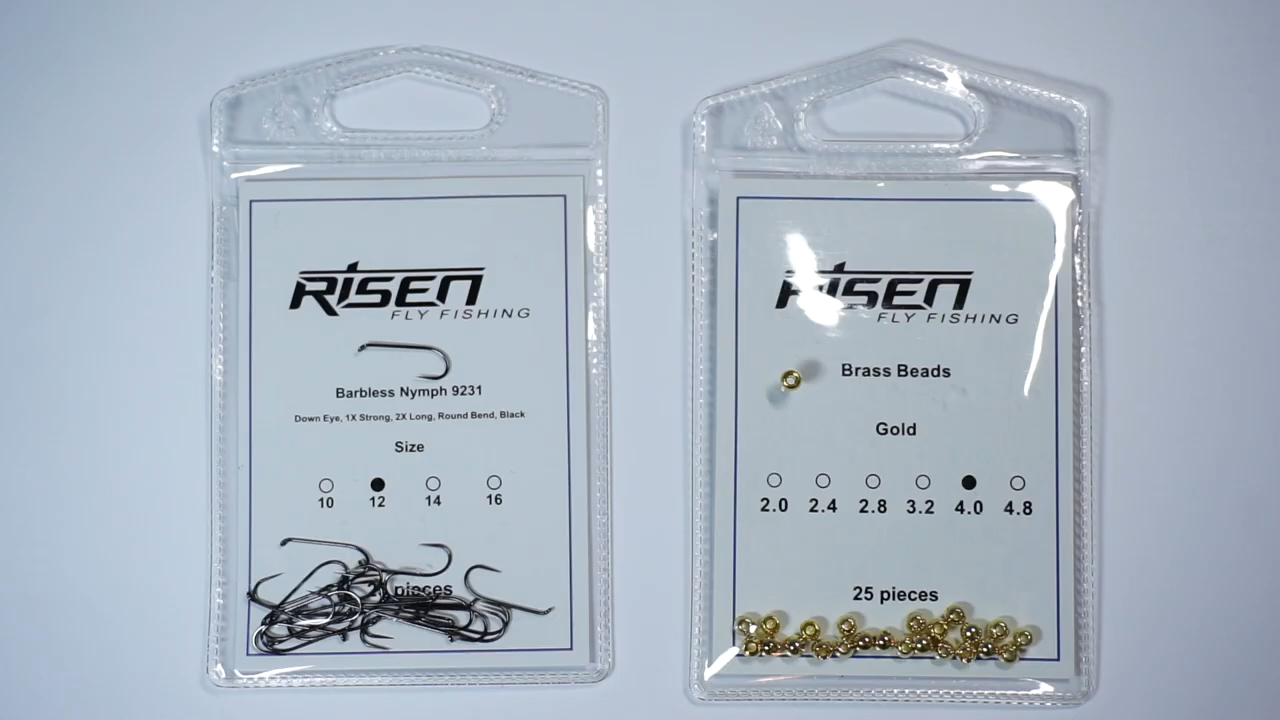 RISEN
FLY FISHING
Barbless Nymph 9231
Down Eye, 1X Strong, 2X Long, Round Bend, Black
Size
10 12 14 16
pieces
RISEN
FLY FISHING
Brass Beads
Gold
2.0 2.4 2.8 3.2 4.0 4.8
25 pieces